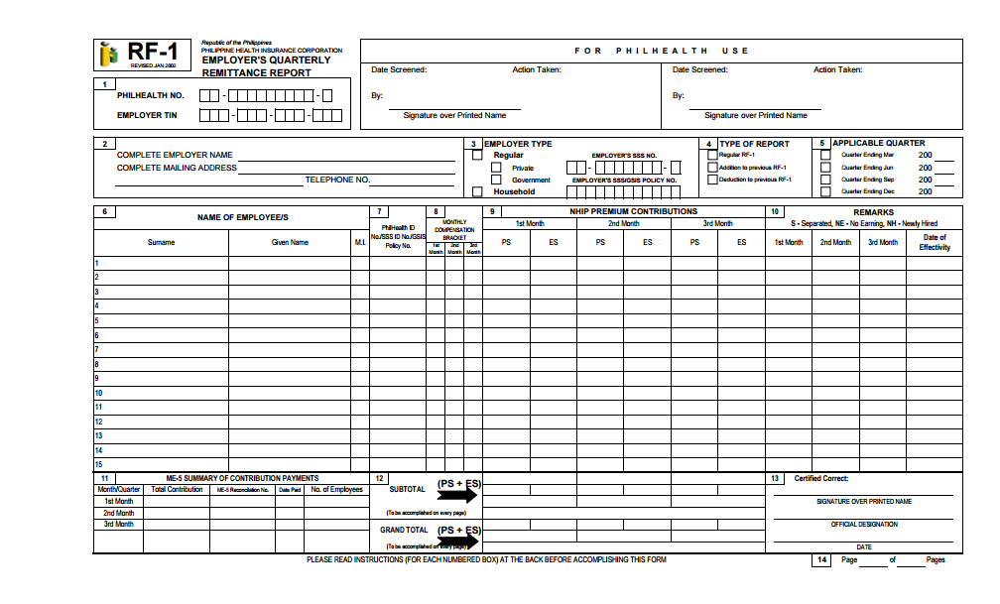 RF-1
REVISED JAN 2002
Republic of the Philippines
PHILIPPINE HEALTH INSURANCE CORPORATION
EMPLOYER'S QUARTERLY
REMITTANCE REPORT
FOR PHILHEALTH USE
Date Screened: Action Taken: Date Screened: Action Taken:
By: By:
Signature over Printed Name Signature over Printed Name
1
PHILHEALTH NO. - -
EMPLOYER TIN - - -
2
COMPLETE EMPLOYER NAME
COMPLETE MAILING ADDRESS
TELEPHONE NO.
3 EMPLOYER TYPE
Regular EMPLOYER'S SSS NO.
Private - -
Government EMPLOYER'S SSS/GSIS POLICY NO.
Household
4 TYPE OF REPORT
Regular RF-1
Addition to previous RF-1
Deduction to previous RF-1
5 APPLICABLE QUARTER
Quarter Ending Mar 200
Quarter Ending Jun 200
Quarter Ending Sep 200
Quarter Ending Dec 200
6 NAME OF EMPLOYEE/S
Surname Given Name M.I.
7
PhilHealth ID
No./SSS ID No./GSIS
Policy No.
8 MONTHLY
COMPENSATION
BRACKET
1st Month 2nd Month 3rd Month
9 NHIP PREMIUM CONTRIBUTIONS
1st Month 2nd Month 3rd Month
PS ES PS ES PS ES
10 REMARKS
S - Separated, NE - No Earning, NH - Newly Hired
1st Month 2nd Month 3rd Month Date of
Effectivity
1
2
3
4
5
6
7
8
9
10
11
12
13
14
15
11 ME-5 SUMMARY OF CONTRIBUTION PAYMENTS
Month/Quarter Total Contribution ME-5 Reconciliation No. Date Paid No. of Employees
1st Month
2nd Month
3rd Month
12
SUBTOTAL (PS + ES)
(To be accomplished on every page)
GRAND TOTAL (PS + ES)
(To be accomplished on every page)
13 Certified Correct:
SIGNATURE OVER PRINTED NAME
OFFICIAL DESIGNATION
DATE
PLEASE READ INSTRUCTIONS (FOR EACH NUMBERED BOX) AT THE BACK BEFORE ACCOMPLISHING THIS FORM
14 Page of Pages